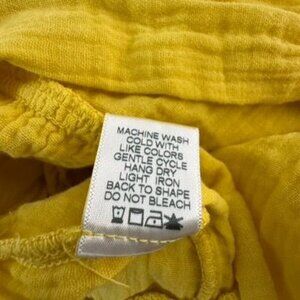 MACHINE WASH
COLD WITH
LIKE COLORS
GENTLE CYCLE
HANG DRY
LIGHT IRON
BACK TO SHAPE
DO NOT BLEACH